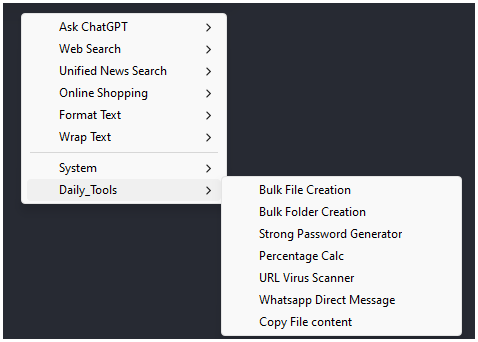 Ask ChatGPT
Web Search
Unified News Search
Online Shopping
Format Text
Wrap Text
System
Daily_Tools
Bulk File Creation
Bulk Folder Creation
Strong Password Generator
Percentage Calc
URL Virus Scanner
Whatsapp Direct Message
Copy File content